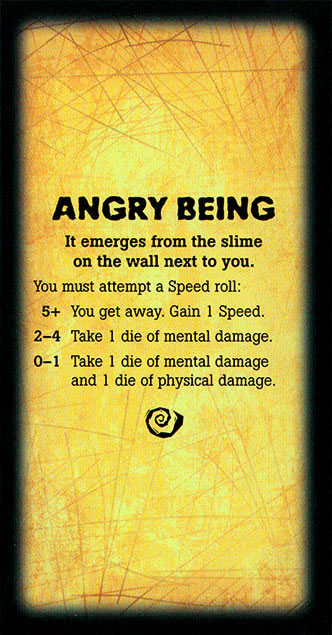 ANGRY BEING
It emerges from the slime
on the wall next to you.
You must attempt a Speed roll:
5+ You get away. Gain 1 Speed.
2–4 Take 1 die of mental damage.
0–1 Take 1 die of mental damage
and 1 die of physical damage.